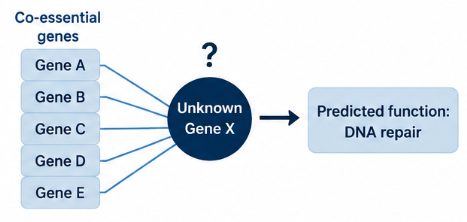 Co-essential
genes
Gene A
Gene B
Gene C
Gene D
Gene E
?
Unknown
Gene X
Predicted function:
DNA repair